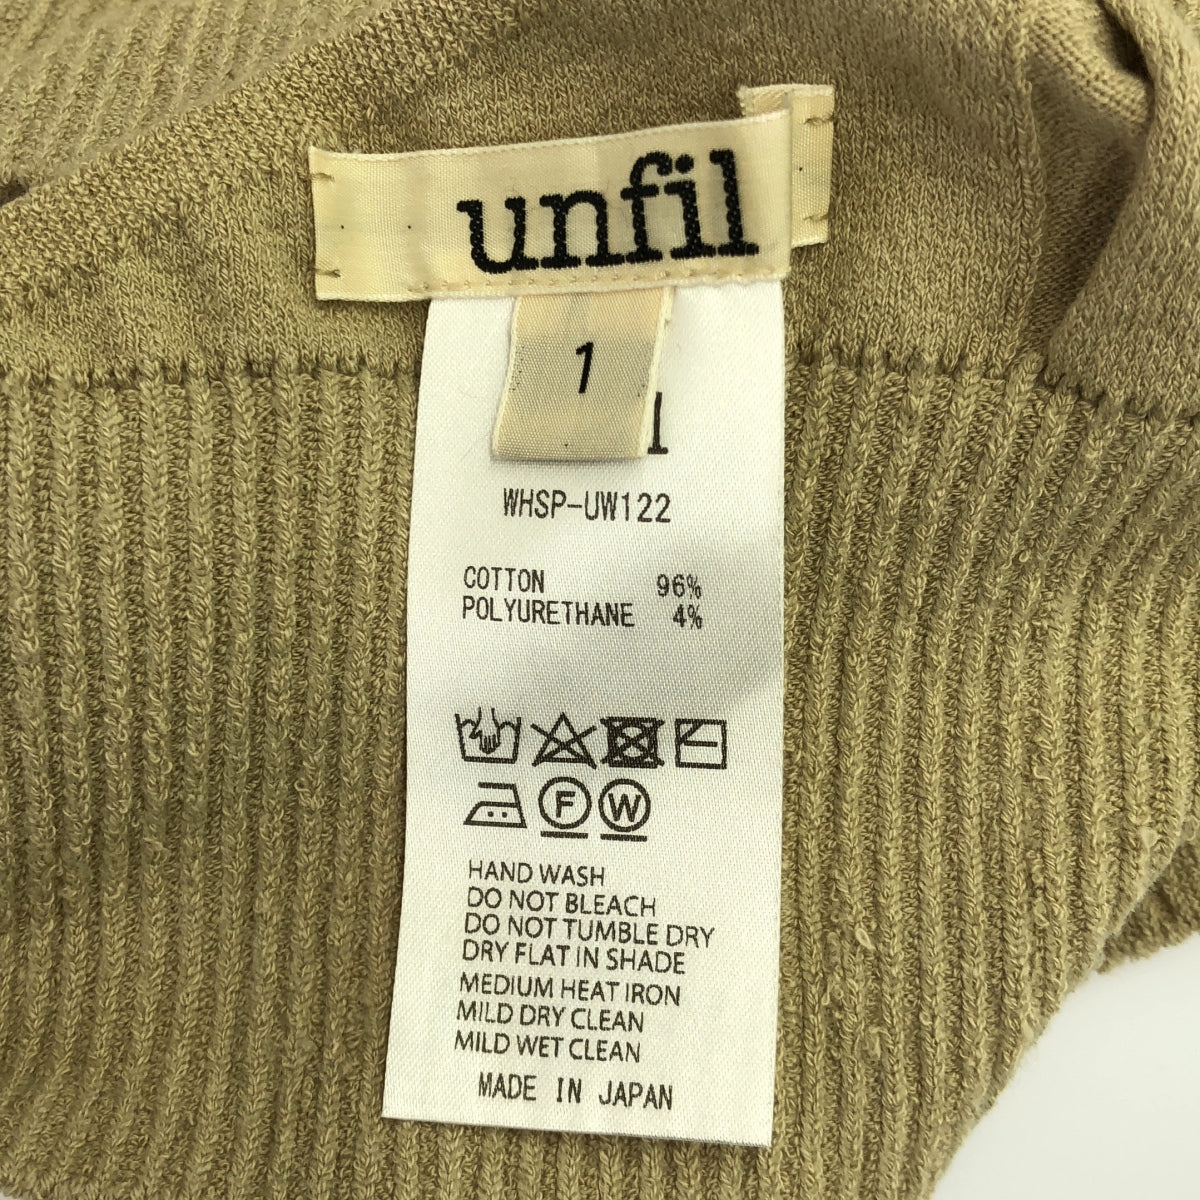 unfil
1
WHSP-UW122
COTTON 96%
POLYURETHANE 4%
F W
HAND WASH
DO NOT BLEACH
DO NOT TUMBLE DRY
DRY FLAT IN SHADE
MEDIUM HEAT IRON
MILD DRY CLEAN
MILD WET CLEAN
MADE IN JAPAN